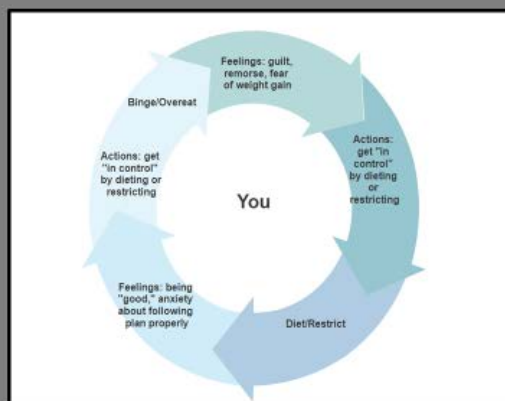 Feelings: guilt,
remorse, fear
of weight gain
Actions:
get "in
control"
by dieting
or
restricting
Diet/Restrict
Feelings: being
"good," anxiety
about following
plan properly
Actions: get
"in control"
by dieting or
restricting
Binge/Overeat
You